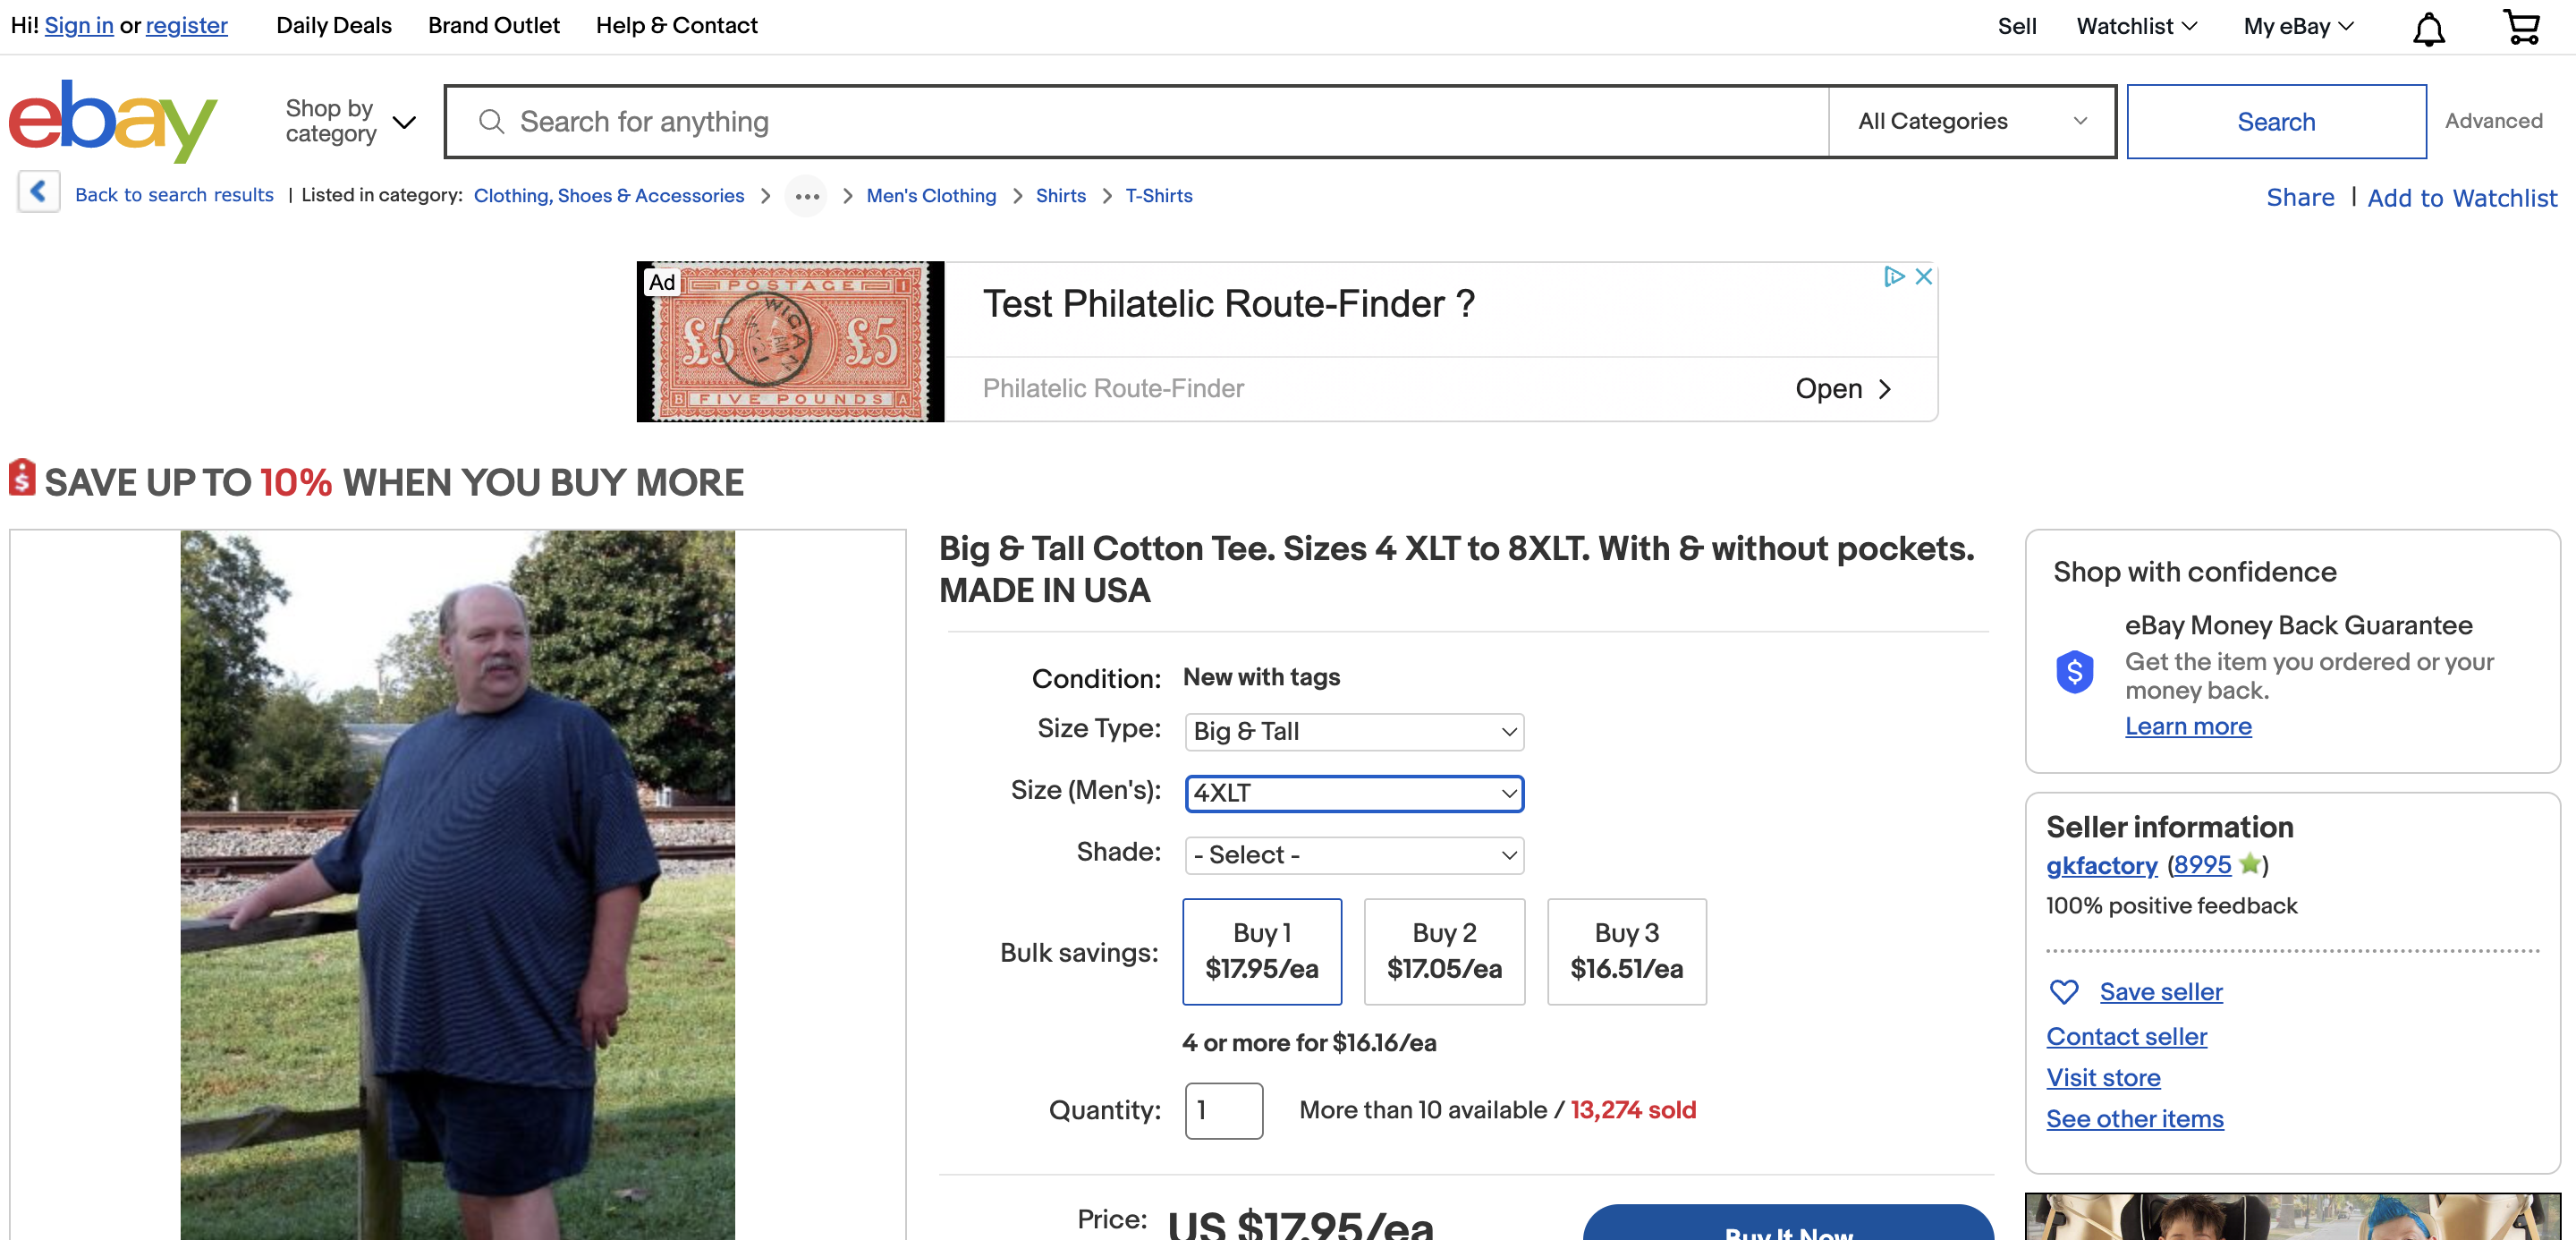 Hi! Sign in or register Daily Deals Brand Outlet Help & Contact Sell Watchlist My eBay
ebay Shop by category Search for anything All Categories Search Advanced
Back to search results | Listed in category: Clothing, Shoes & Accessories > ••• > Men's Clothing > Shirts > T-Shirts Share | Add to Watchlist
Ad
POSTAGE
£5 £5
WIGAN
FIVE POUNDS
Test Philatelic Route-Finder ?
Philatelic Route-Finder Open
SAVE UP TO 10% WHEN YOU BUY MORE
Big & Tall Cotton Tee. Sizes 4 XLT to 8XLT. With & without pockets.
MADE IN USA
Condition: New with tags
Size Type: Big & Tall
Size (Men's): 4XLT
Shade: - Select -
Bulk savings:
Buy 1
$17.95/ea
Buy 2
$17.05/ea
Buy 3
$16.51/ea
4 or more for $16.16/ea
Quantity: 1 More than 10 available / 13,274 sold
Price: US $17.95/ea Buy It Now
Shop with confidence
eBay Money Back Guarantee
Get the item you ordered or your
money back.
Learn more
Seller information
gkfactory (8995)
100% positive feedback
Save seller
Contact seller
Visit store
See other items